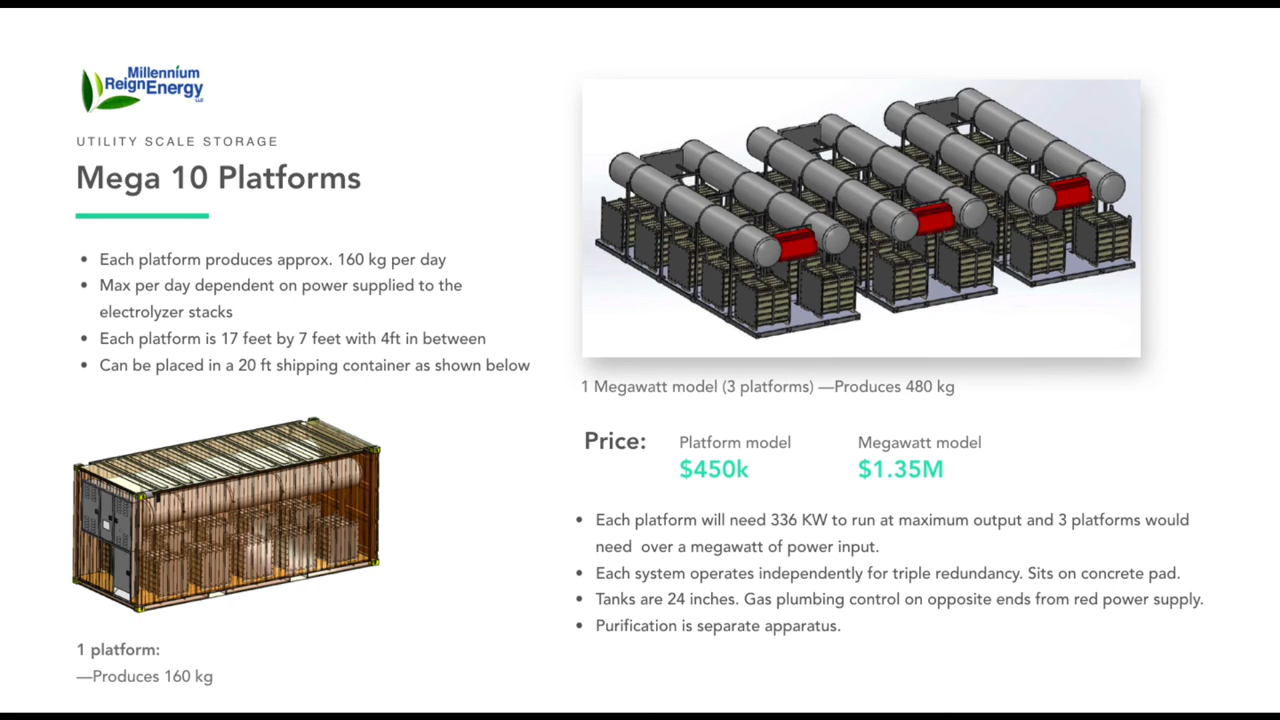 Millennium
ReignEnergy
LLC
UTILITY SCALE STORAGE
Mega 10 Platforms
• Each platform produces approx. 160 kg per day
• Max per day dependent on power supplied to the
electrolyzer stacks
• Each platform is 17 feet by 7 feet with 4ft in between
• Can be placed in a 20 ft shipping container as shown below
1 platform:
—Produces 160 kg
1 Megawatt model (3 platforms) —Produces 480 kg
Price:
Platform model
$450k
Megawatt model
$1.35M
• Each platform will need 336 KW to run at maximum output and 3 platforms would
need  over a megawatt of power input.
• Each system operates independently for triple redundancy. Sits on concrete pad.
• Tanks are 24 inches. Gas plumbing control on opposite ends from red power supply.
• Purification is separate apparatus.